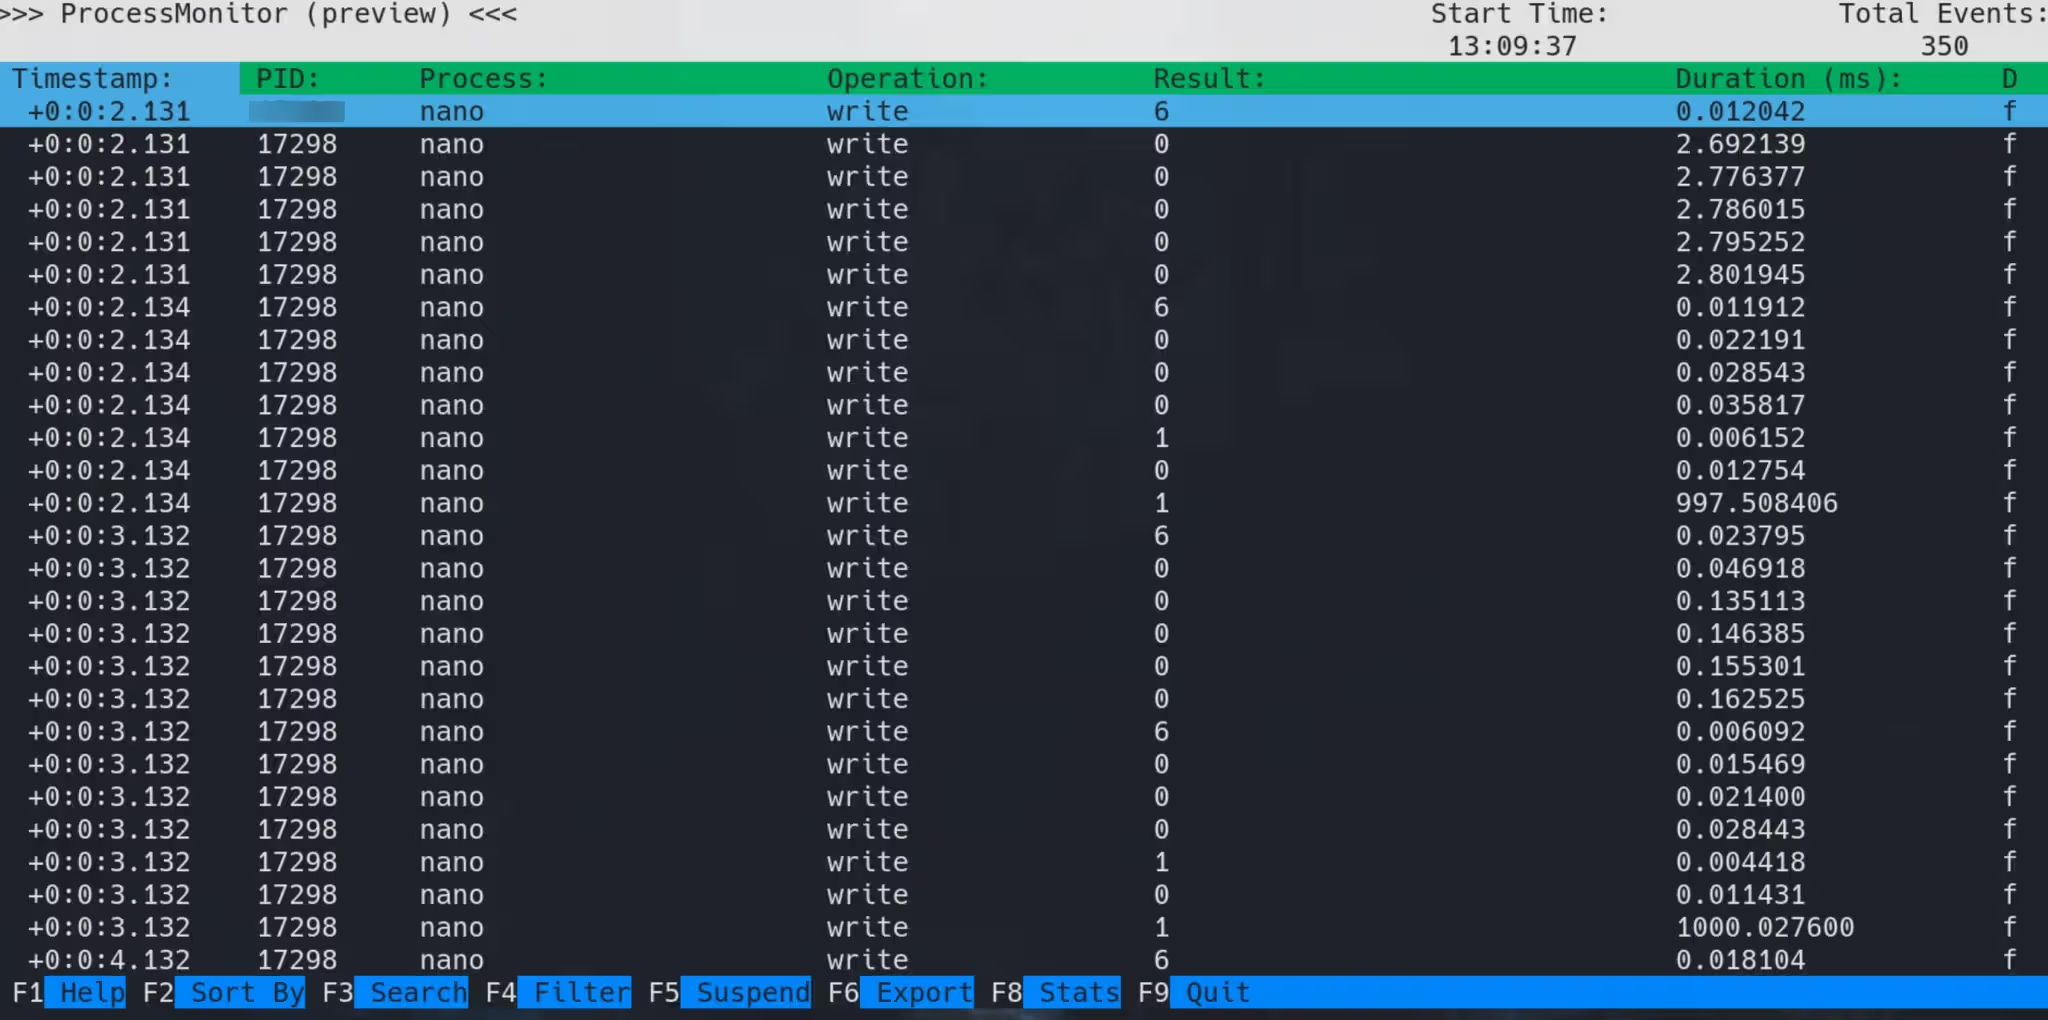 >>> ProcessMonitor (preview) <<< Start Time: Total Events:
13:09:37 350
Timestamp: PID: Process: Operation: Result: Duration (ms): D
+0:0:2.131 nano write 6 0.012042 f
+0:0:2.131 17298 nano write 0 2.692139 f
+0:0:2.131 17298 nano write 0 2.776377 f
+0:0:2.131 17298 nano write 0 2.786015 f
+0:0:2.131 17298 nano write 0 2.795252 f
+0:0:2.131 17298 nano write 0 2.801945 f
+0:0:2.134 17298 nano write 6 0.011912 f
+0:0:2.134 17298 nano write 0 0.022191 f
+0:0:2.134 17298 nano write 0 0.028543 f
+0:0:2.134 17298 nano write 0 0.035817 f
+0:0:2.134 17298 nano write 1 0.006152 f
+0:0:2.134 17298 nano write 0 0.012754 f
+0:0:2.134 17298 nano write 1 997.508406 f
+0:0:3.132 17298 nano write 6 0.023795 f
+0:0:3.132 17298 nano write 0 0.046918 f
+0:0:3.132 17298 nano write 0 0.135113 f
+0:0:3.132 17298 nano write 0 0.146385 f
+0:0:3.132 17298 nano write 0 0.155301 f
+0:0:3.132 17298 nano write 0 0.162525 f
+0:0:3.132 17298 nano write 6 0.006092 f
+0:0:3.132 17298 nano write 0 0.015469 f
+0:0:3.132 17298 nano write 0 0.021400 f
+0:0:3.132 17298 nano write 0 0.028443 f
+0:0:3.132 17298 nano write 1 0.004418 f
+0:0:3.132 17298 nano write 0 0.011431 f
+0:0:3.132 17298 nano write 1 1000.027600 f
+0:0:4.132 17298 nano write 6 0.018104 f
F1 Help F2 Sort By F3 Search F4 Filter F5 Suspend F6 Export F8 Stats F9 Quit